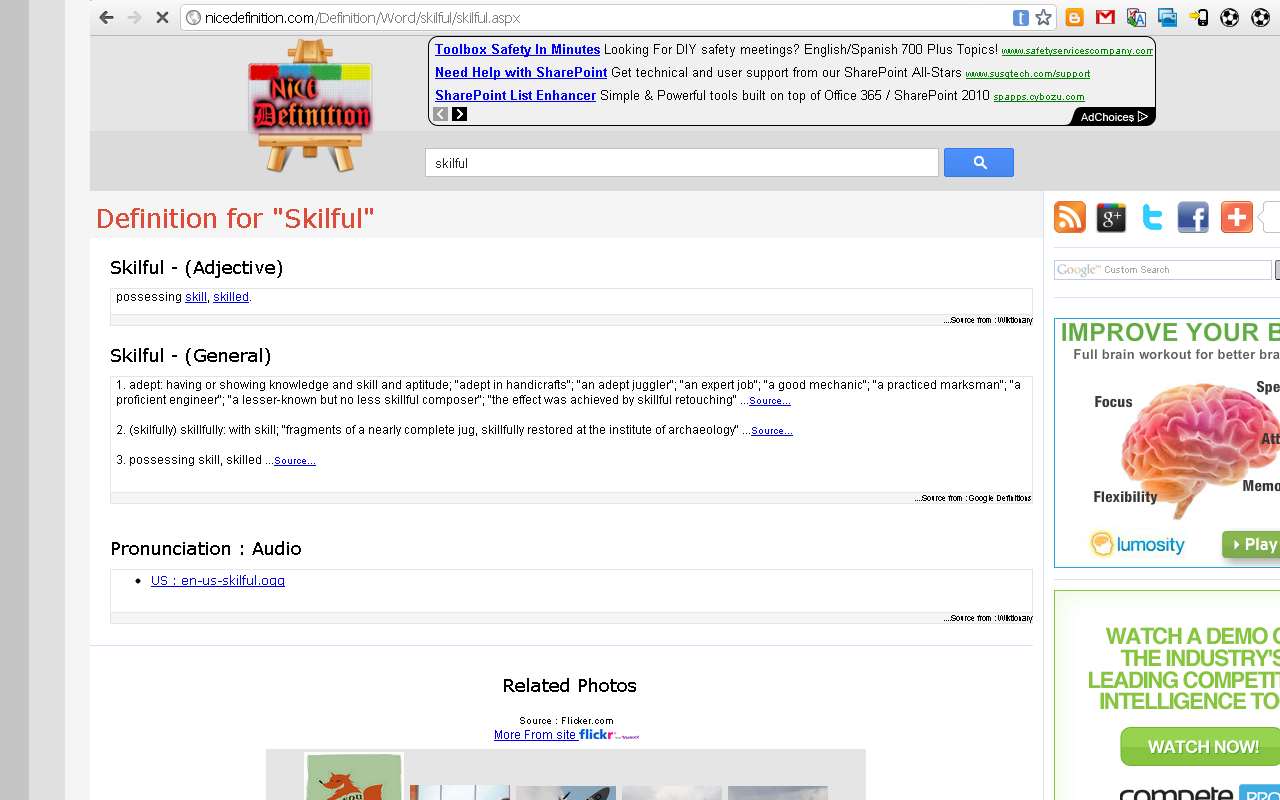 nicedefinition.com/Definition/Word/skilful/skilful.aspx
NiCE
Definition
Toolbox Safety In Minutes Looking For DIY safety meetings? English/Spanish 700 Plus Topics! www.safetyservicescompany.com
Need Help with SharePoint Get technical and user support from our SharePoint All-Stars www.susqtech.com/support
SharePoint List Enhancer Simple & Powerful tools built on top of Office 365 / SharePoint 2010 spapps.cybozu.com
AdChoices
skilful
Definition for "Skilful"
Skilful - (Adjective)
possessing skill, skilled.
....Source from : Wiktionary
Skilful - (General)
1. adept: having or showing knowledge and skill and aptitude; "adept in handicrafts"; "an adept juggler"; "an expert job"; "a good mechanic"; "a practiced marksman"; "a
proficient engineer"; "a lesser-known but no less skillful composer"; "the effect was achieved by skillful retouching" ...Source...
2. (skilfully) skillfully: with skill; "fragments of a nearly complete jug, skillfully restored at the institute of archaeology" ...Source...
3. possessing skill, skilled ...Source...
....Source from : Google Definitions
Pronunciation : Audio
US : en-us-skilful.ogg
....Source from : Wiktionary
Related Photos
Source : Flicker.com
More From site flickr
Google™ Custom Search
IMPROVE YOUR B
Full brain workout for better bra
Spe
Focus
Att
Memo
Flexibility
lumosity
Play
WATCH A DEMO O
THE INDUSTRY'S
LEADING COMPETIT
INTELLIGENCE TO
WATCH NOW!
compete PRO